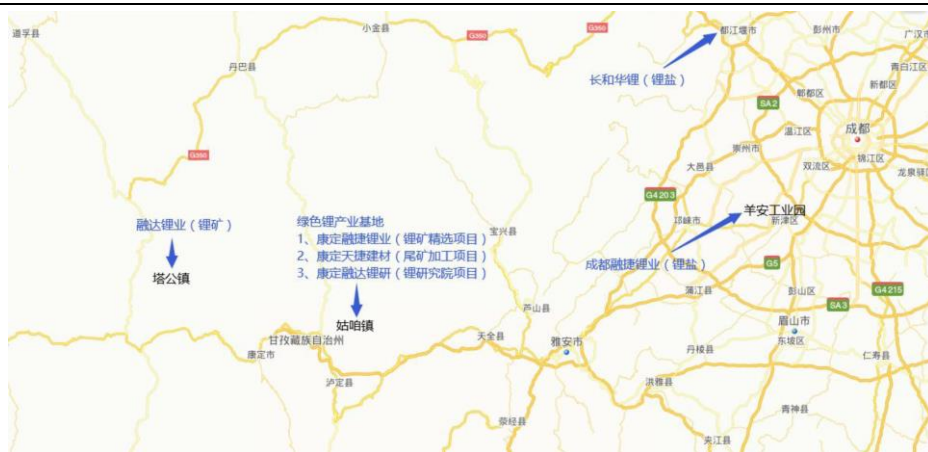 道孚县
小金县
G350
G350
都江堰市
彭州市
广汉市
丹巴县
长和华锂（锂盐）
青白江区
郫都区
新都区
SA2
温江区
成都
G350
崇州市
锦江区
大邑县
双流区
龙泉驿区
G4203
融达锂业（锂矿）
绿色锂产业基地
1、康定融捷锂业（锂矿精选项目）
2、康定天捷建材（尾矿加工项目）
3、康定融达锂研（锂研究院项目）
宝兴县
邛崃市
羊安工业园
新津区
塔公镇
成都融捷锂业（锂盐）
G5
蒲江县
彭山区
G4215
SA3
芦山县
姑咱镇
甘孜藏族自治州
天全县
雅安市
眉山市
东坡区
康定市
丹棱县
仁寿县
泸定县
洪雅县
荥经县
青神县
夹江县